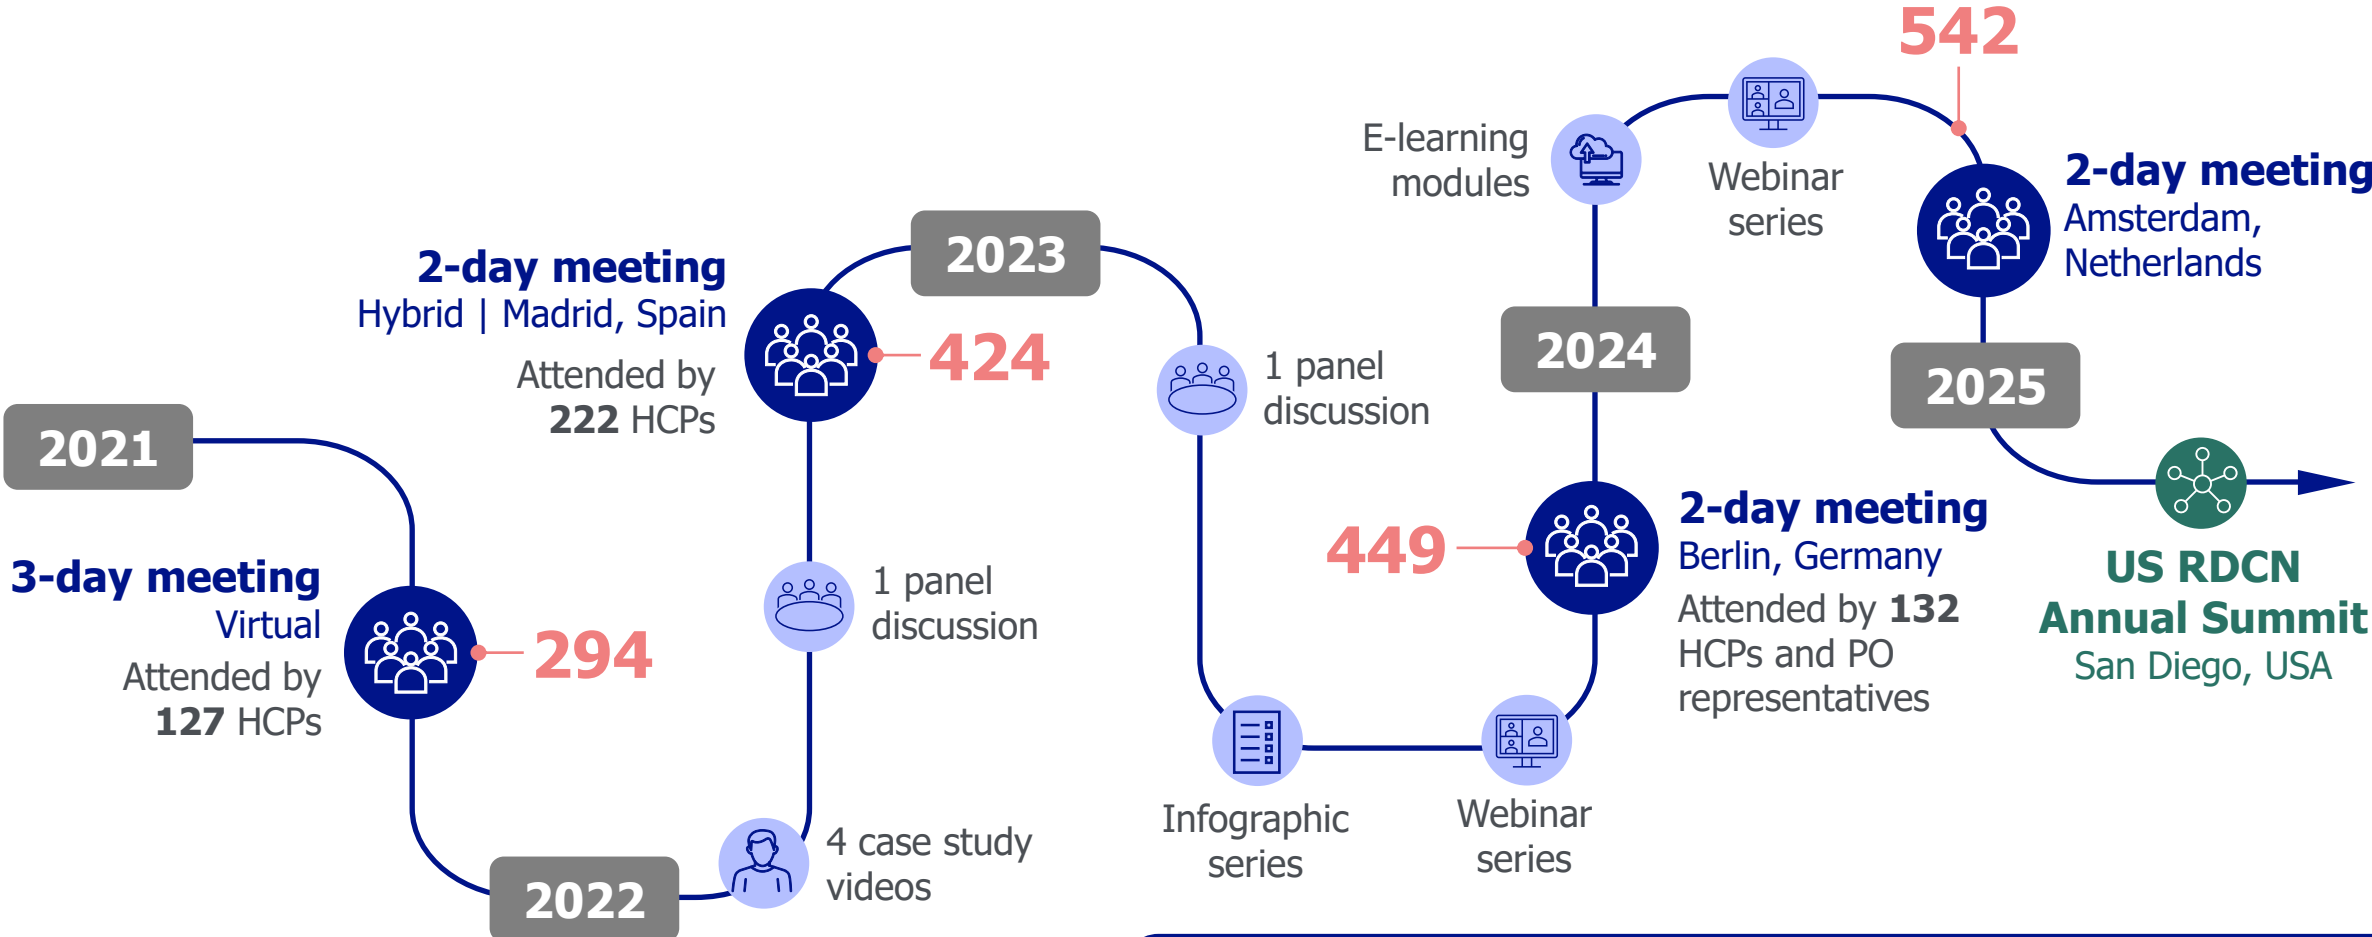 2021
3-day meeting
Virtual
Attended by
127 HCPs
294
2022
4 case study
videos
1 panel
discussion
2-day meeting
Hybrid | Madrid, Spain
Attended by
222 HCPs
424
2023
1 panel
discussion
Infographic
series
Webinar
series
449
2-day meeting
Berlin, Germany
Attended by 132
HCPs and PO
representatives
2024
E-learning
modules
Webinar
series
542
2-day meeting
Amsterdam,
Netherlands
2025
US RDCN
Annual Summit
San Diego, USA